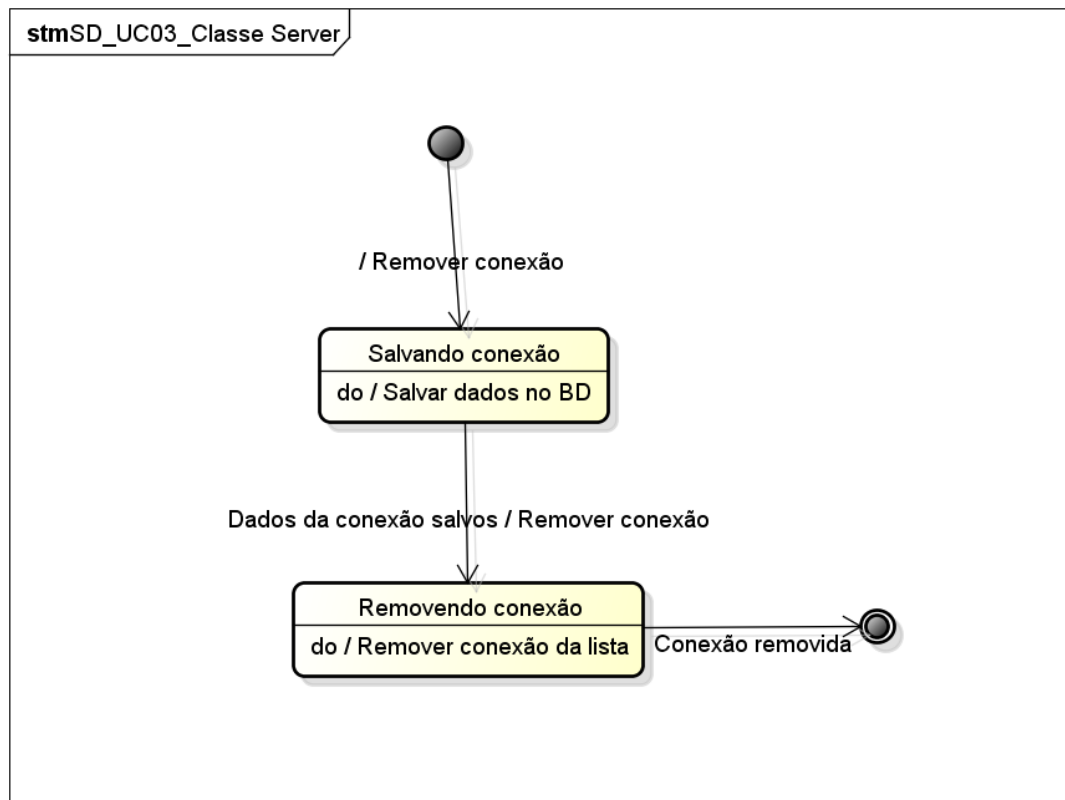 stmSD_UC03_Classe Server
/ Remover conexão
Salvando conexão
do / Salvar dados no BD
Dados da conexão salvos / Remover conexão
Removendo conexão
do / Remover conexão da lista
Conexão removida